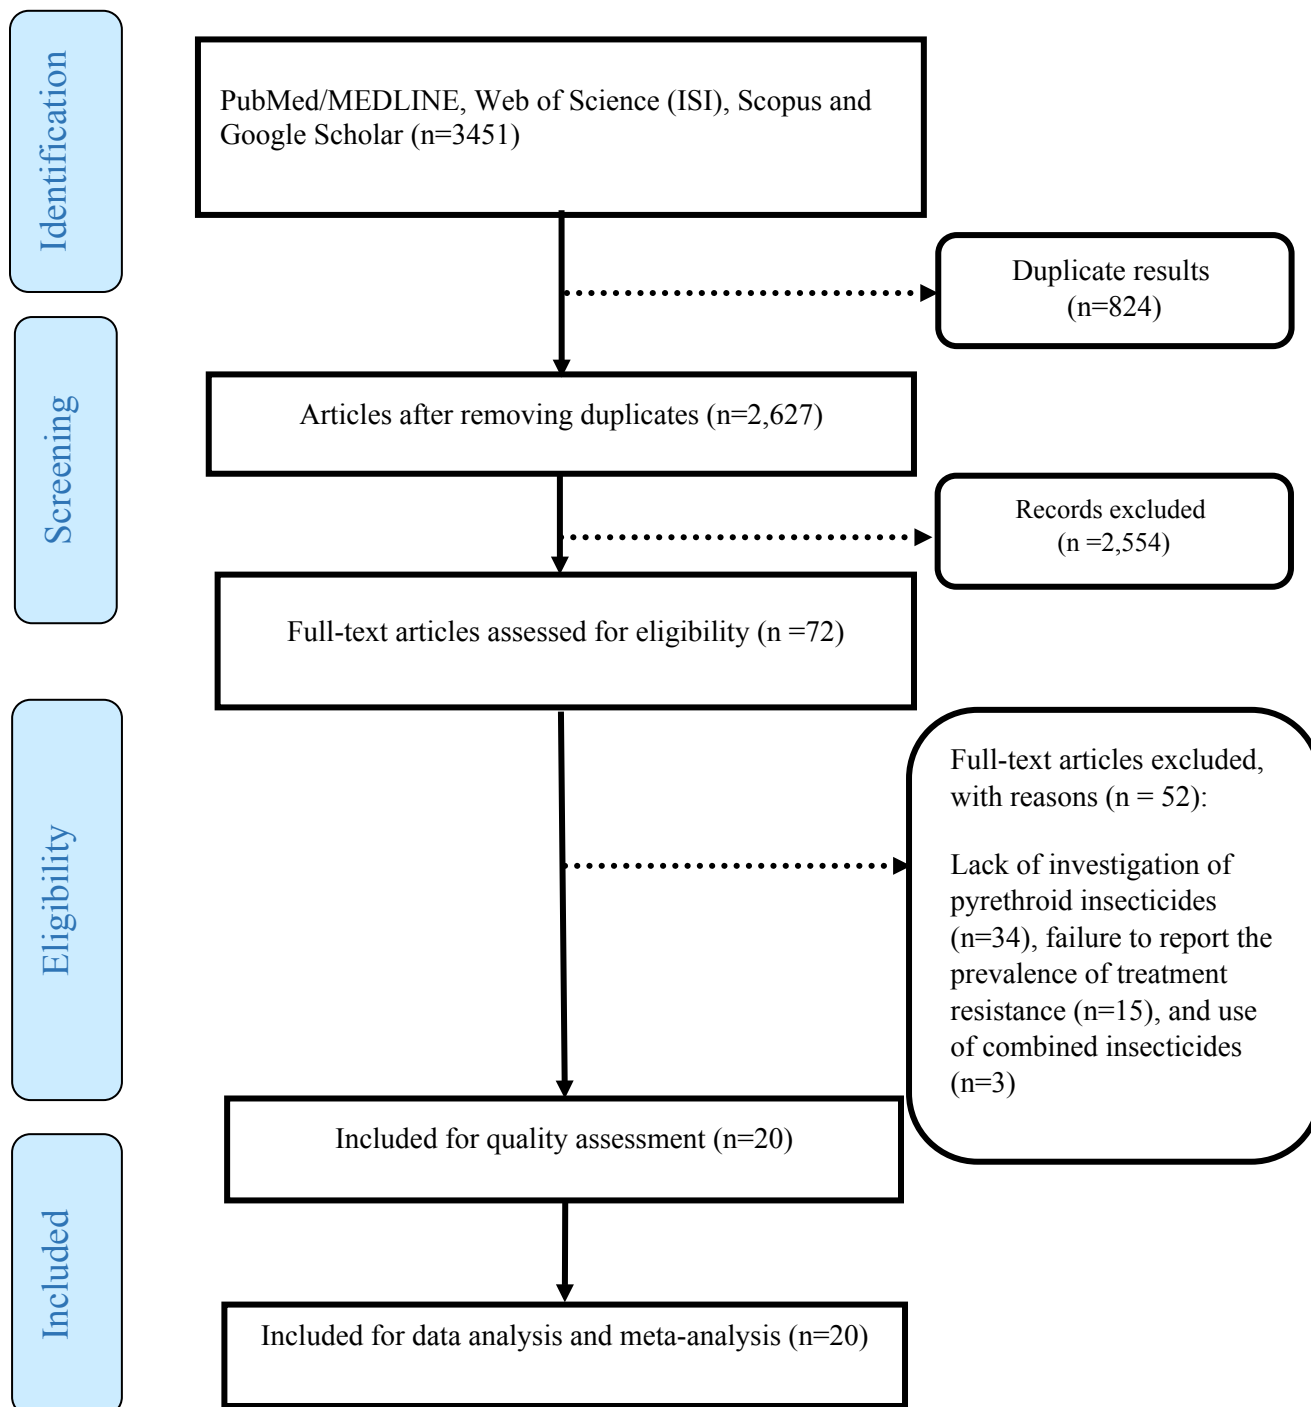 Identification
PubMed/MEDLINE, Web of Science (ISI), Scopus and
Google Scholar (n=3451)
Duplicate results
(n=824)
Screening
Articles after removing duplicates (n=2,627)
Records excluded
(n =2,554)
Full-text articles assessed for eligibility (n =72)
Eligibility
Full-text articles excluded,
with reasons (n = 52):
Lack of investigation of
pyrethroid insecticides
(n=34), failure to report the
prevalence of treatment
resistance (n=15), and use
of combined insecticides
(n=3)
Included for quality assessment (n=20)
Included
Included for data analysis and meta-analysis (n=20)